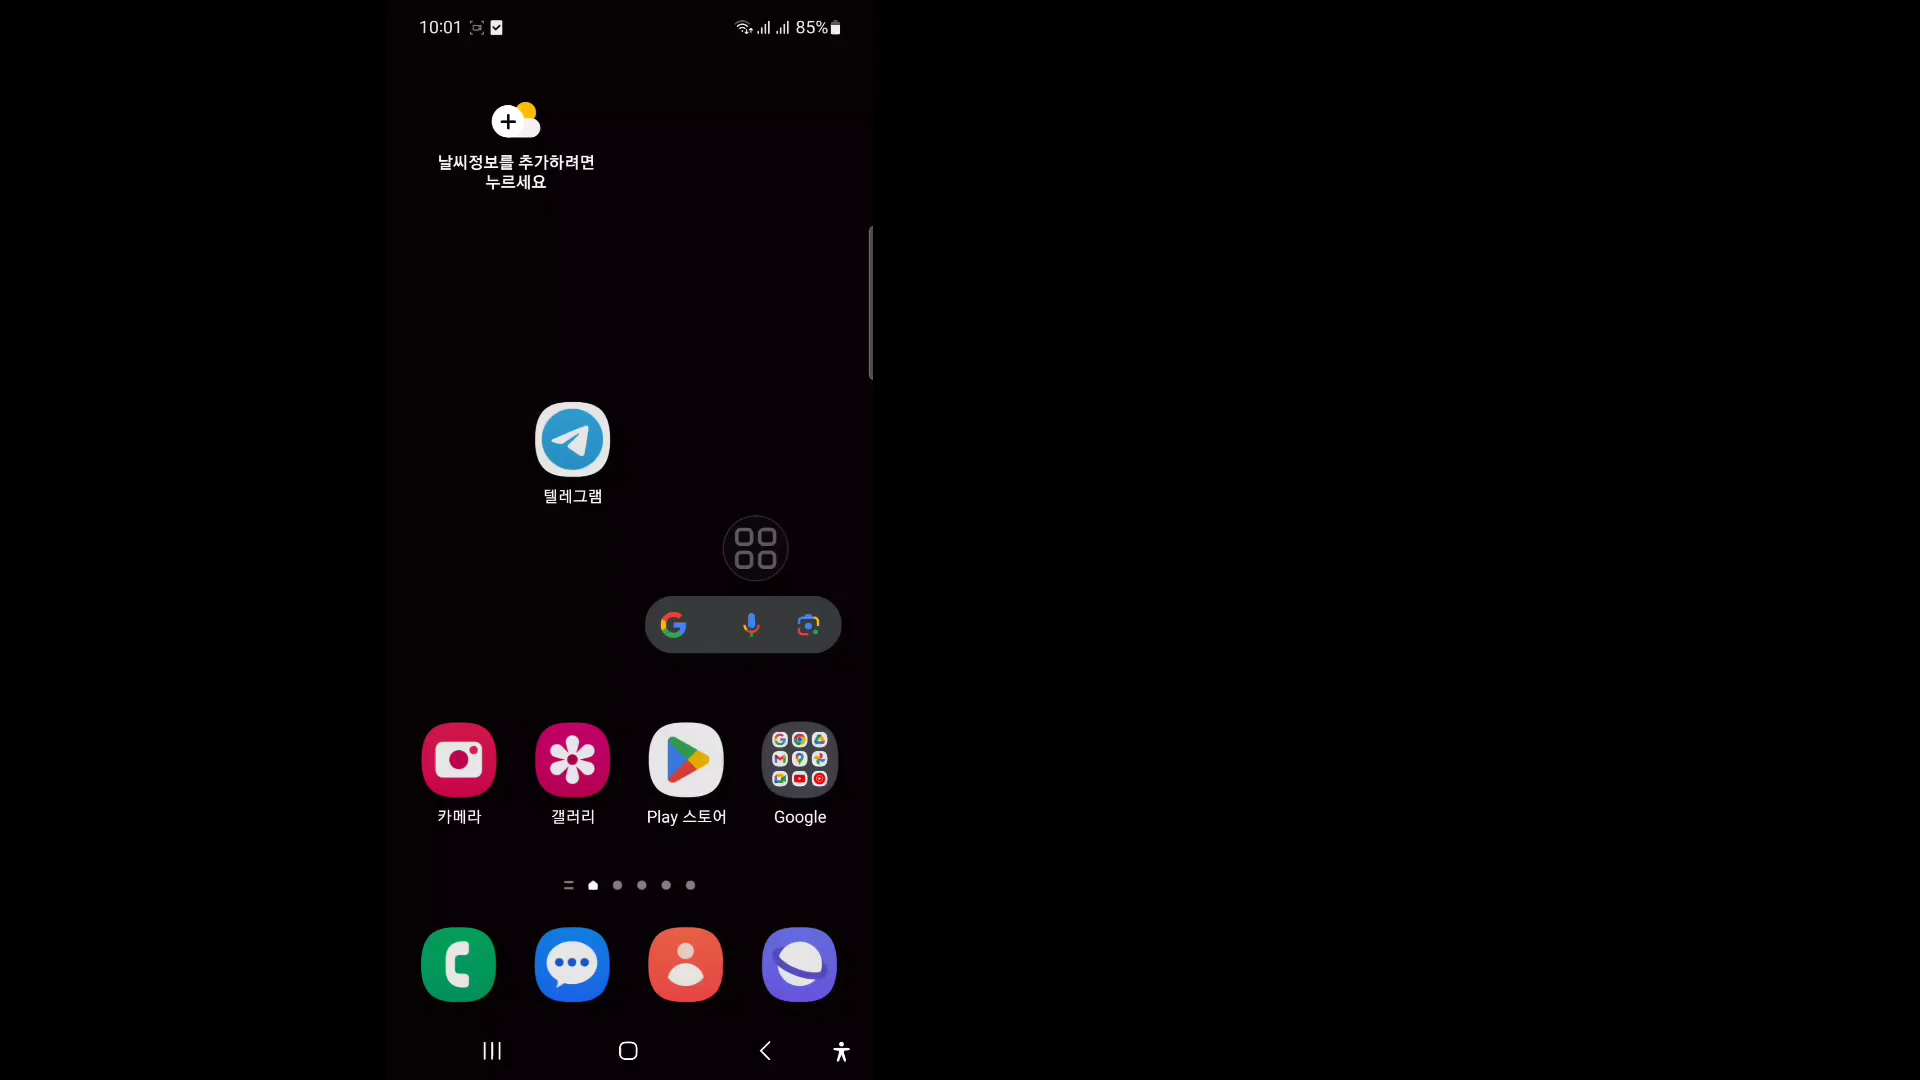 10:01
85%
날씨정보를 추가하려면
누르세요
텔레그램
카메라
갤러리
Play 스토어
Google